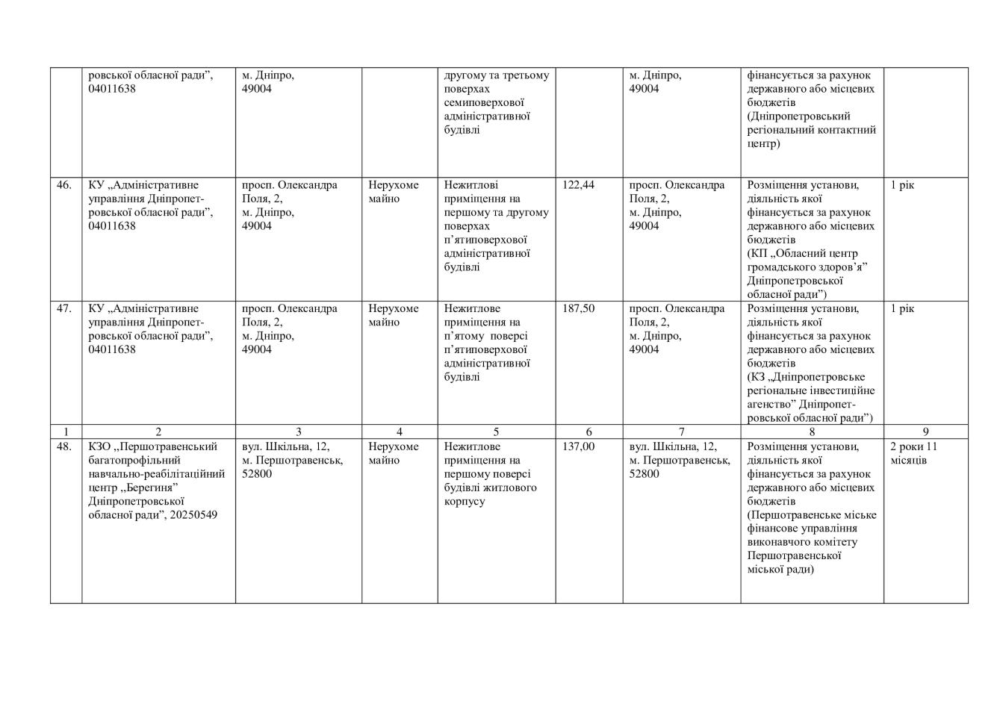 ровської обласної ради”,
04011638
м. Дніпро,
49004
другому та третьому
поверхах
семиповерхової
адміністративної
будівлі
м. Дніпро,
49004
фінансується за рахунок
державного або місцевих
бюджетів
(Дніпропетровський
регіональний контактний
центр)
46.
КУ „Адміністративне
управління Дніпропет-
ровської обласної ради”,
04011638
просп. Олександра
Поля, 2,
м. Дніпро,
49004
Нерухоме
майно
Нежитлові
приміщення на
першому та другому
поверхах
п’ятиповерхової
адміністративної
будівлі
122,44
просп. Олександра
Поля, 2,
м. Дніпро,
49004
Розміщення установи,
діяльність якої
фінансується за рахунок
державного або місцевих
бюджетів
(КП „Обласний центр
громадського здоров’я”
Дніпропетровської
обласної ради”)
1 рік
47.
КУ „Адміністративне
управління Дніпропет-
ровської обласної ради”,
04011638
просп. Олександра
Поля, 2,
м. Дніпро,
49004
Нерухоме
майно
Нежитлове
приміщення на
п’ятому поверсі
п’ятиповерхової
адміністративної
будівлі
187,50
просп. Олександра
Поля, 2,
м. Дніпро,
49004
Розміщення установи,
діяльність якої
фінансується за рахунок
державного або місцевих
бюджетів
(КЗ „Дніпропетровське
регіональне інвестиційне
агенство” Дніпропет-
ровської обласної ради”)
1 рік
1 2 3 4 5 6 7 8 9
48.
КЗО ,,Першотравенський
багатопрофільний
навчально-реабілітаційний
центр ,,Берегиня”
Дніпропетровської
обласної ради”, 20250549
вул. Шкільна, 12,
м. Першотравенськ,
52800
Нерухоме
майно
Нежитлове
приміщення на
першому поверсі
будівлі житлового
корпусу
137,00
вул. Шкільна, 12,
м. Першотравенськ,
52800
Розміщення установи,
діяльність якої
фінансується за рахунок
державного або місцевих
бюджетів
(Першотравенське міське
фінансове управління
виконавчого комітету
Першотравенської
міської ради)
2 роки 11
місяців